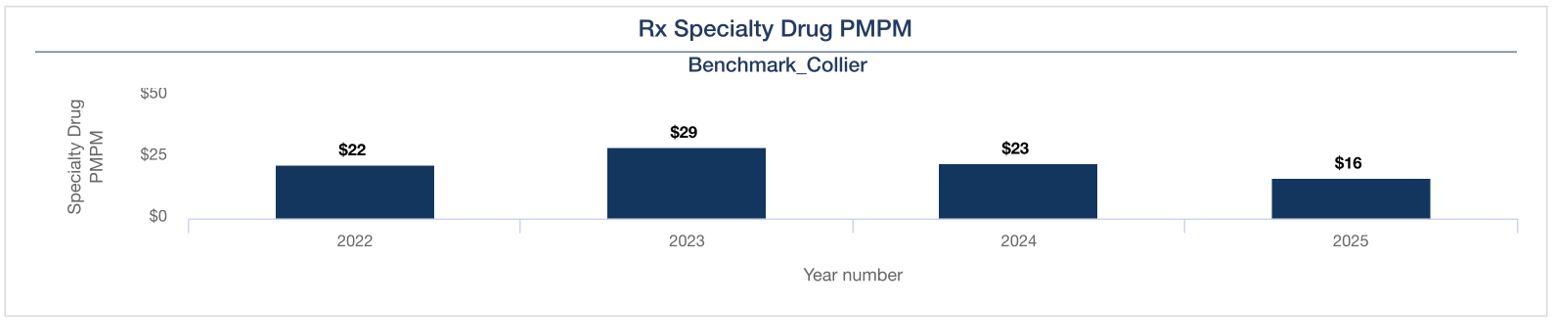 Rx Specialty Drug PMPM
Benchmark_Collier
Specialty Drug
PMPM
$50
$25
$0
$22
$29
$23
$16
2022
2023
2024
2025
Year number